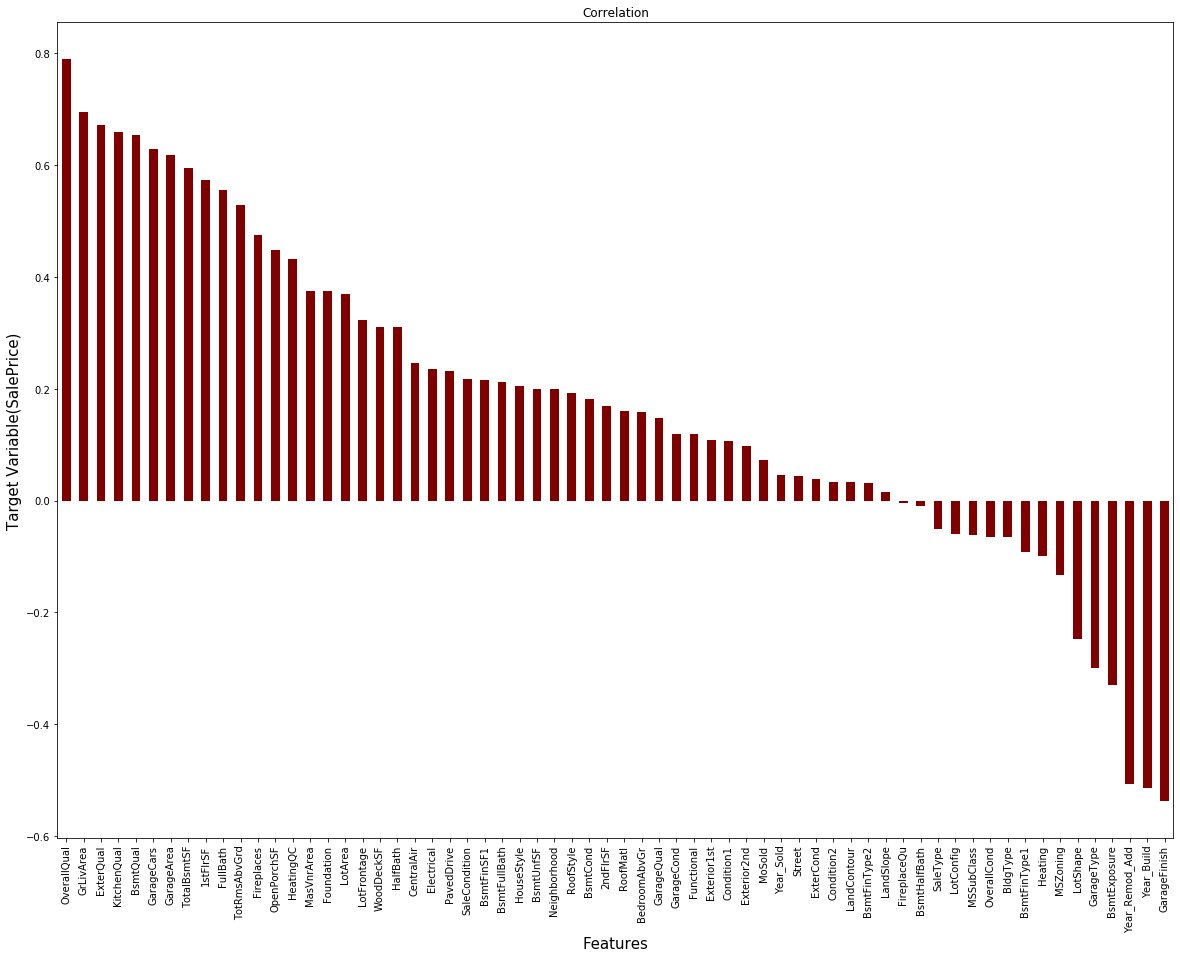 Correlation
Target Variable(SalePrice)
0.8
0.6
0.4
0.2
0.0
−0.2
−0.4
−0.6
OverallQual
GrLivArea
ExterQual
KitchenQual
BsmtQual
GarageCars
GarageArea
TotalBsmtSF
1stFlrSF
FullBath
TotRmsAbvGrd
Fireplaces
OpenPorchSF
HeatingQC
MasVnrArea
Foundation
LotArea
LotFrontage
WoodDeckSF
HalfBath
CentralAir
Electrical
PavedDrive
SaleCondition
BsmtFinSF1
BsmtFullBath
HouseStyle
BsmtUnfSF
Neighborhood
RoofStyle
BsmtCond
2ndFlrSF
RoofMatl
BedroomAbvGr
GarageQual
GarageCond
Functional
Exterior1st
Condition1
Exterior2nd
MoSold
Year_Sold
Street
ExterCond
Condition2
LandContour
BsmtFinType2
LandSlope
FireplaceQu
BsmtHalfBath
SaleType
LotConfig
MSSubClass
OverallCond
BldgType
BsmtFinType1
Heating
MSZoning
LotShape
GarageType
BsmtExposure
Year_Remod_Add
Year_Build
GarageFinish
Features